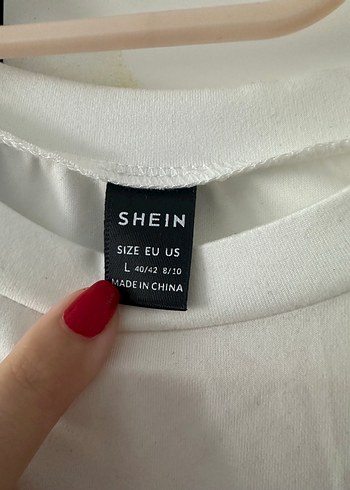 SHEIN
SIZE EU US
L 40/42 8/10
MADE IN CHINA